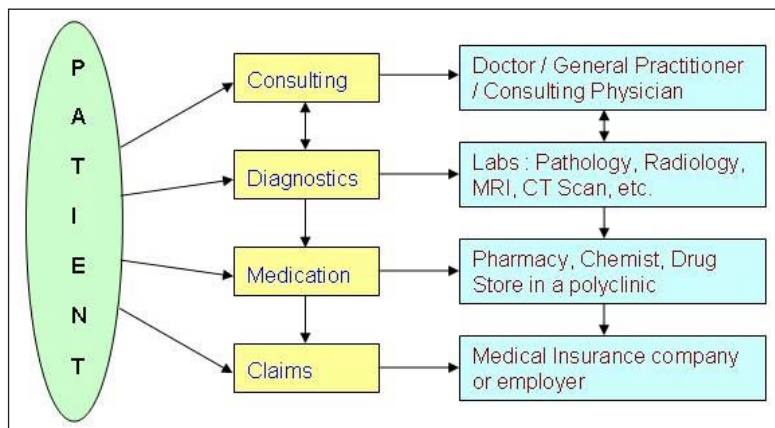 PATIENT
Consulting
Doctor / General Practitioner
/ Consulting Physician
Diagnostics
Labs : Pathology, Radiology,
MRI, CT Scan, etc.
Medication
Pharmacy, Chemist, Drug
Store in a polyclinic
Claims
Medical Insurance company
or employer